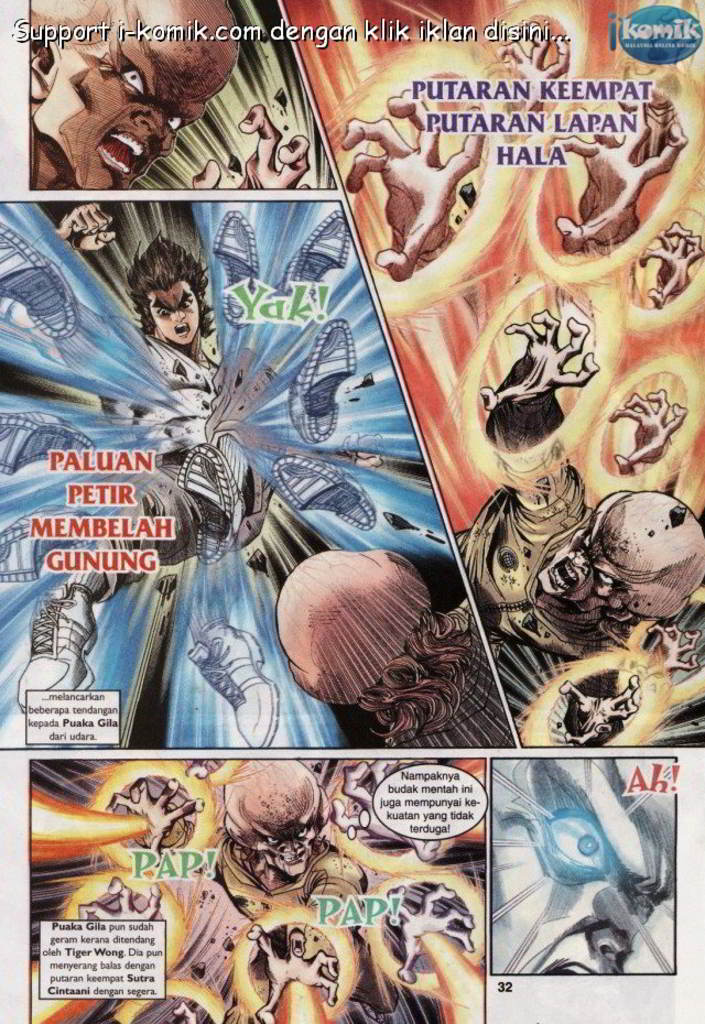 Support i-komik.com dengan klik iklan disini...
ikomik
MALAYSIA ONLINE KOMIK
PUTARAN KEEMPAT
PUTARAN LAPAN
HALA
Yak!
PALUAN
PETIR
MEMBELAH
GUNUNG
...melancarkan
beberapa tendangan
kepada Puaka Gila
dari udara.
Nampaknya
budak mentah ini
juga mempunyai ke-
kuatan yang tidak
terduga!
Ah!
PAP!
PAP!
Puaka Gila pun sudah
geram kerana ditendang
oleh Tiger Wong. Dia pun
menyerang balas dengan
putaran keempat Sutra
Cintaani dengan segera.
32